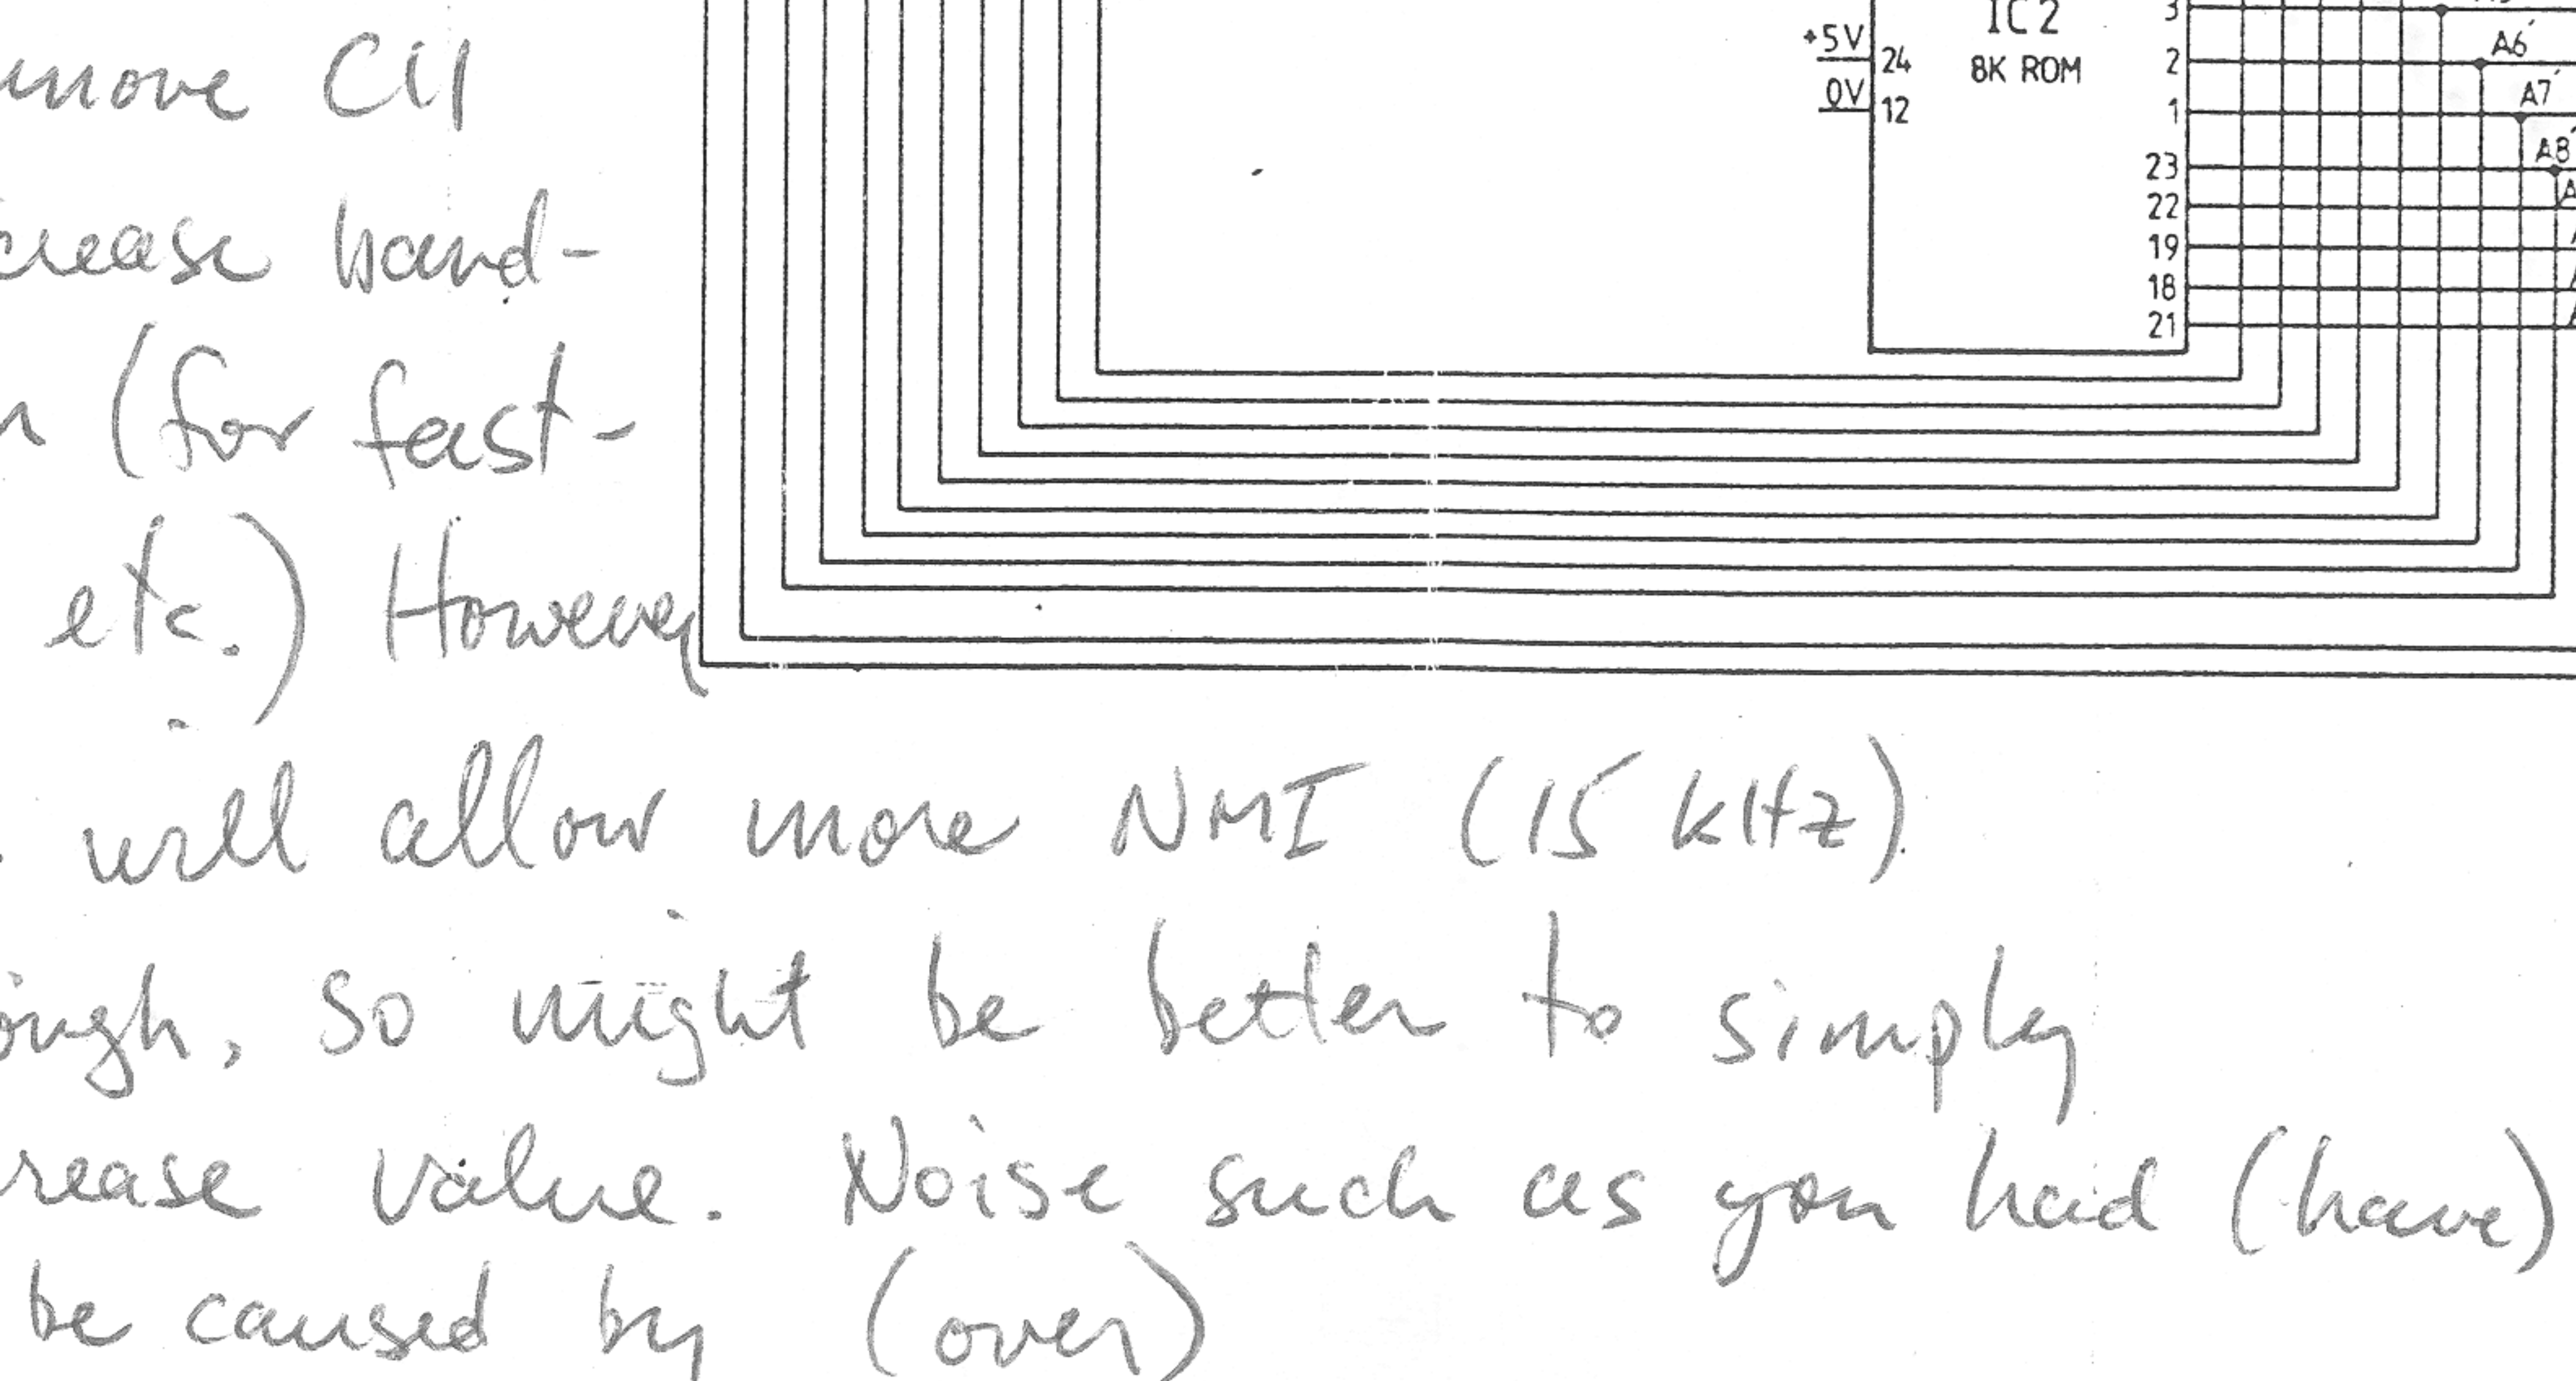 move C11
crease band-
(for fast-
etc.) However,
will allow more NMI (15 kHz).
ough, so might be better to simply
rease value. Noise such as you had (have)
be caused by (over)
IC2
8K ROM
+5V
24
0V
12
3
2
1
23
22
19
18
21
A6'
A7'
A8'
A